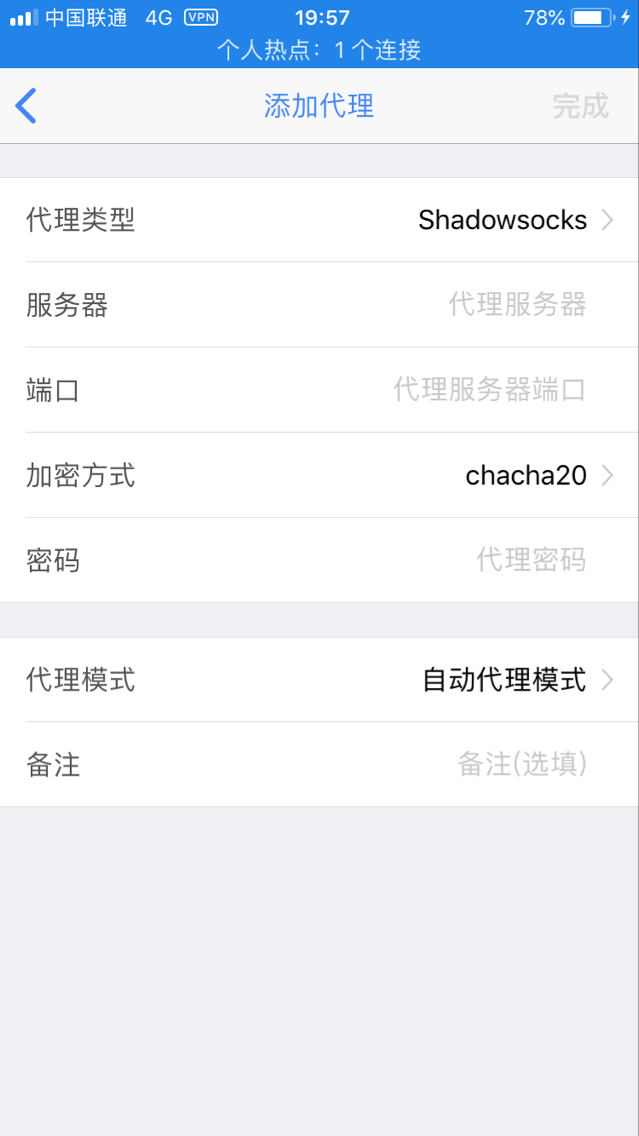 中国联通 4G VPN 19:57 78%
个人热点：1 个连接
添加代理 完成
代理类型 Shadowsocks
服务器 代理服务器
端口 代理服务器端口
加密方式 chacha20
密码 代理密码
代理模式 自动代理模式
备注 备注(选填)